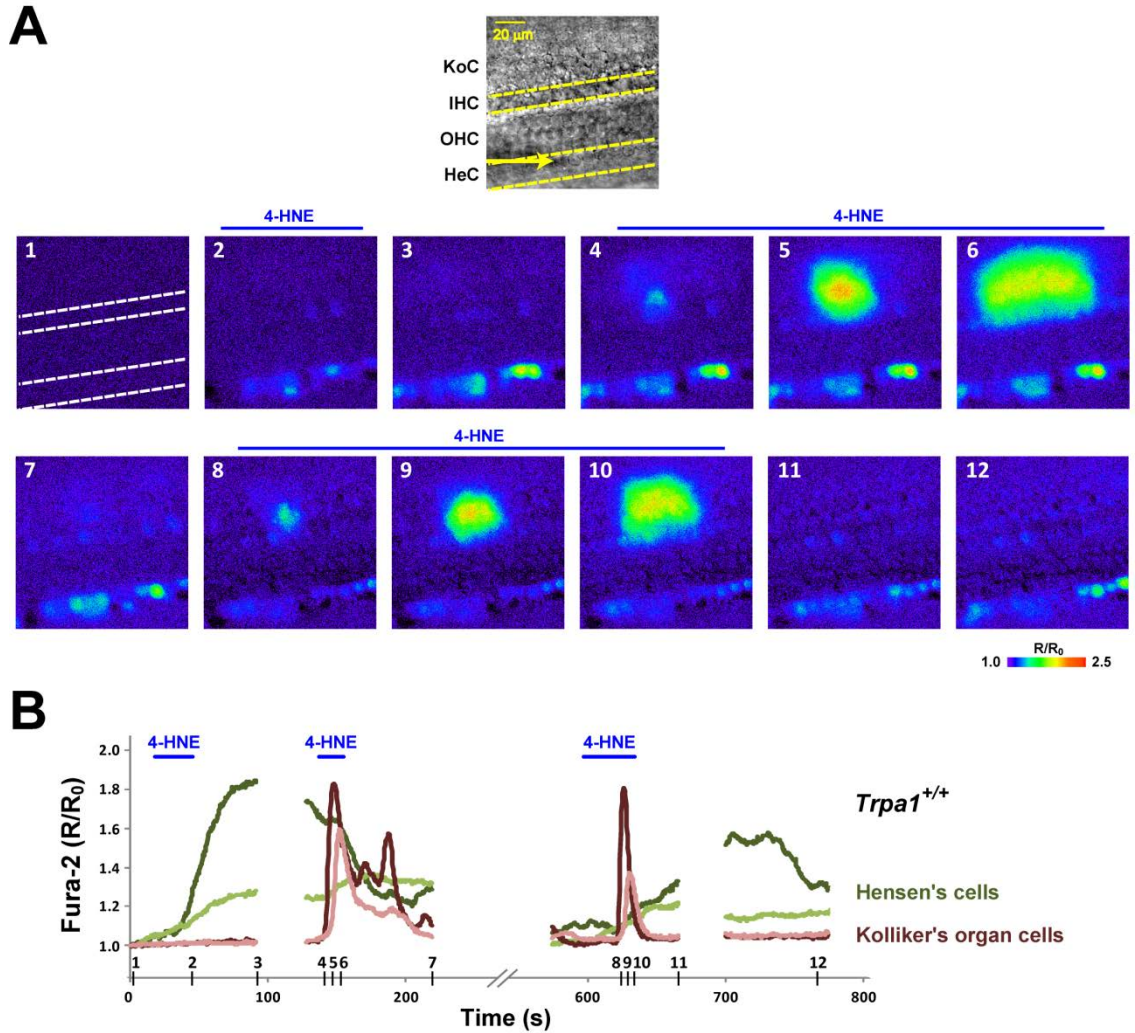 A
20 µm
KoC
IHC
OHC
HeC
4-HNE
4-HNE
1
2
3
4
5
6
4-HNE
7
8
9
10
11
12
R/R0
1.0
2.5
B
4-HNE
4-HNE
4-HNE
2.0
1.8
1.6
1.4
1.2
1.0
Fura-2 (R/R0)
Trpa1+/+
Hensen's cells
Kolliker's organ cells
1 2 3 4 5 6 7 8 9 10 11 12
0 100 200 600 700 800
Time (s)